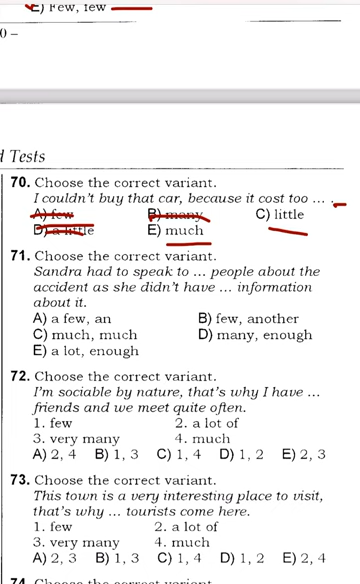 E) Few, few
0 –
d Tests
70. Choose the correct variant.
I couldn't buy that car, because it cost too ... .
A) few B) many C) little
D) a little E) much
71. Choose the correct variant.
Sandra had to speak to ... people about the
accident as she didn't have ... information
about it.
A) a few, an B) few, another
C) much, much D) many, enough
E) a lot, enough
72. Choose the correct variant.
I'm sociable by nature, that's why I have ...
friends and we meet quite often.
1. few 2. a lot of
3. very many 4. much
A) 2, 4 B) 1, 3 C) 1, 4 D) 1, 2 E) 2, 3
73. Choose the correct variant.
This town is a very interesting place to visit,
that's why ... tourists come here.
1. few 2. a lot of
3. very many 4. much
A) 2, 3 B) 1, 3 C) 1, 4 D) 1, 2 E) 2, 4
74. Choose the correct variant.